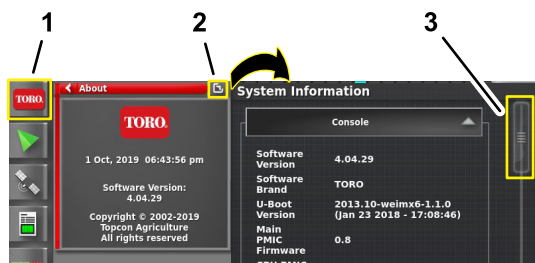 1
2
3
TORO.
About
System Information
TORO.
1 Oct, 2019 06:43:56 pm
Software Version:
4.04.29
Copyright © 2002-2019
Topcon Agriculture
All rights reserved
Console
Software
Version
4.04.29
Software
Brand
TORO
U-Boot
Version
2013.10-weimx6-1.1.0
(Jan 23 2018 - 17:08:46)
Main
PMIC
Firmware
0.8